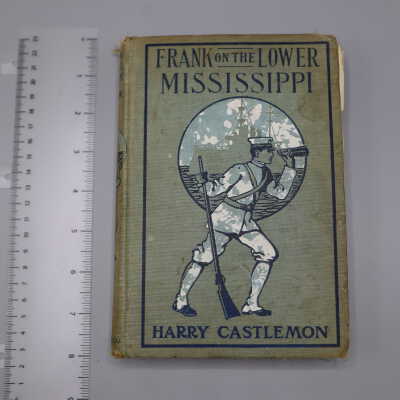 FRANK ON THE LOWER
MISSISSIPPI
HARRY CASTLEMON